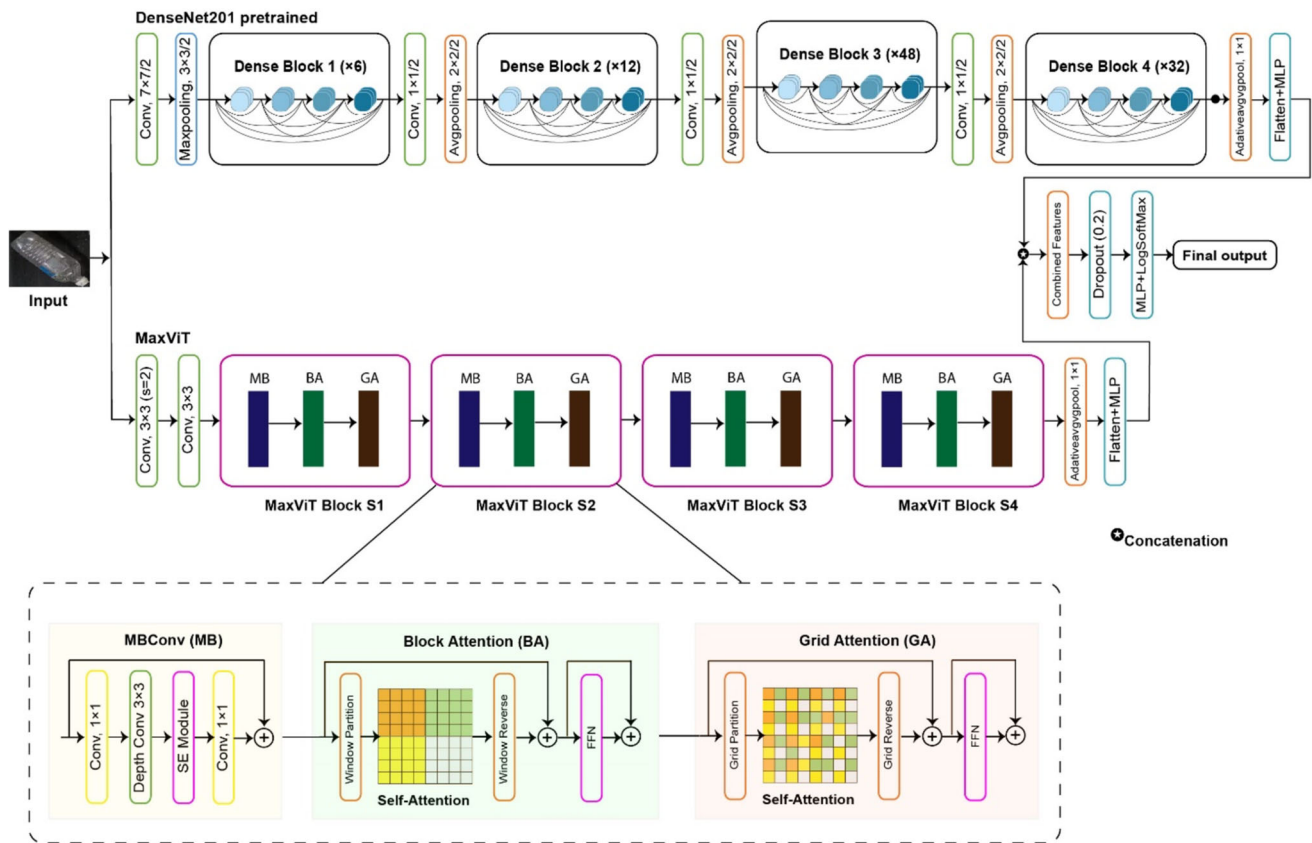 DenseNet201 pretrained
Conv, 7×7/2
Maxpooling, 3×3/2
Dense Block 1 (×6)
Conv, 1×1/2
Avgpooling, 2×2/2
Dense Block 2 (×12)
Conv, 1×1/2
Avgpooling, 2×2/2
Dense Block 3 (×48)
Conv, 1×1/2
Avgpooling, 2×2/2
Dense Block 4 (×32)
Adativeavgvgpool, 1×1
Flatten+MLP
Input
Combined Features
Dropout (0.2)
MLP+LogSoftMax
Final output
MaxViT
Conv, 3×3 (s=2)
Conv, 3×3
MB BA GA
MaxViT Block S1
MB BA GA
MaxViT Block S2
MB BA GA
MaxViT Block S3
MB BA GA
MaxViT Block S4
Adativeavgvgpool, 1×1
Flatten+MLP
Concatenation
MBConv (MB)
Conv, 1×1
Depth Conv 3×3
SE Module
Conv, 1×1
Block Attention (BA)
Window Partition
Self-Attention
Window Reverse
FFN
Grid Attention (GA)
Grid Partition
Self-Attention
Grid Reverse
FFN